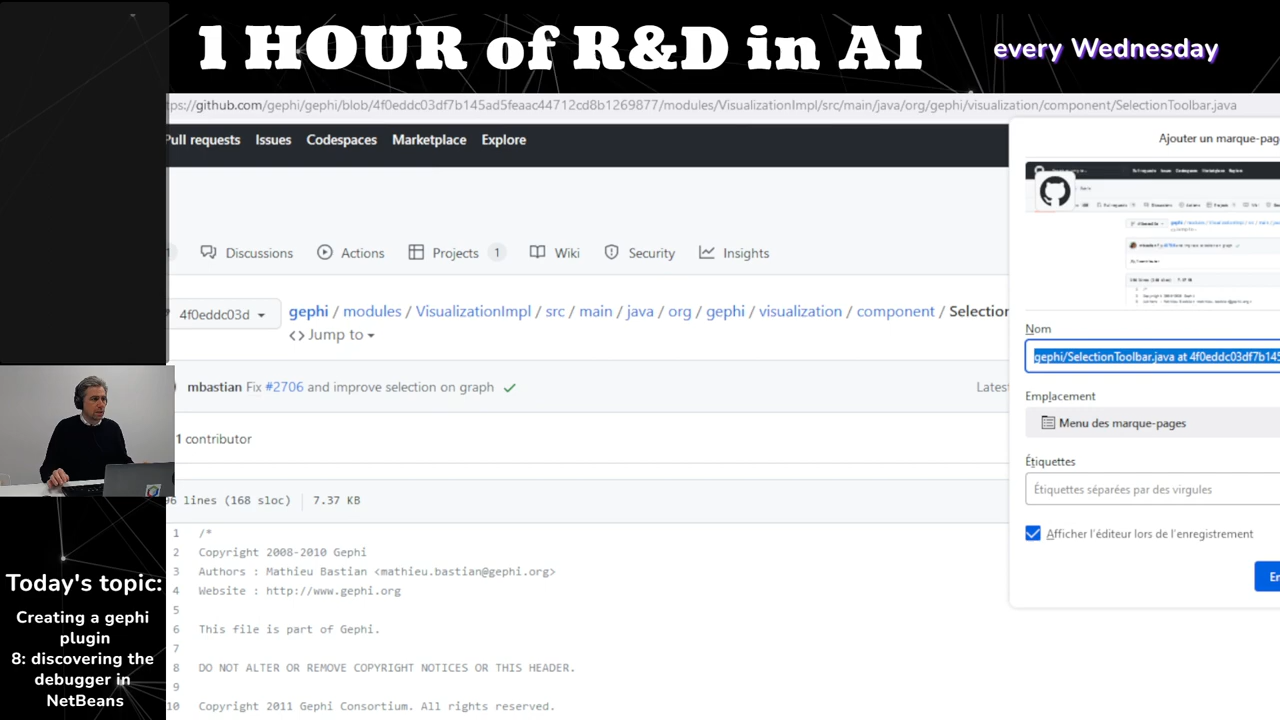 1 HOUR of R&D in AI
every Wednesday
ps://github.com/gephi/gephi/blob/4f0eddc03df7b145ad5feaac44712cd8b1269877/modules/VisualizationImpl/src/main/java/org/gephi/visualization/component/SelectionToolbar.java
Pull requests Issues Codespaces Marketplace Explore
Ajouter un marque-pag
1 Discussions Actions Projects 1 Wiki Security Insights
4f0eddc03d gephi / modules / VisualizationImpl / src / main / java / org / gephi / visualization / component / Selection
<> Jump to
Nom
gephi/SelectionToolbar.java at 4f0eddc03df7b145
mbastian Fix #2706 and improve selection on graph Latest
Emplacement
Menu des marque-pages
1 contributor
Étiquettes
Étiquettes séparées par des virgules
6 lines (168 sloc) 7.37 KB
Afficher l'éditeur lors de l'enregistrement
En
1 /*
2 Copyright 2008-2010 Gephi
3 Authors : Mathieu Bastian <mathieu.bastian@gephi.org>
4 Website : http://www.gephi.org
5
6 This file is part of Gephi.
7
8 DO NOT ALTER OR REMOVE COPYRIGHT NOTICES OR THIS HEADER.
9
10 Copyright 2011 Gephi Consortium. All rights reserved.
Today's topic:
Creating a gephi
plugin
8: discovering the
debugger in
NetBeans